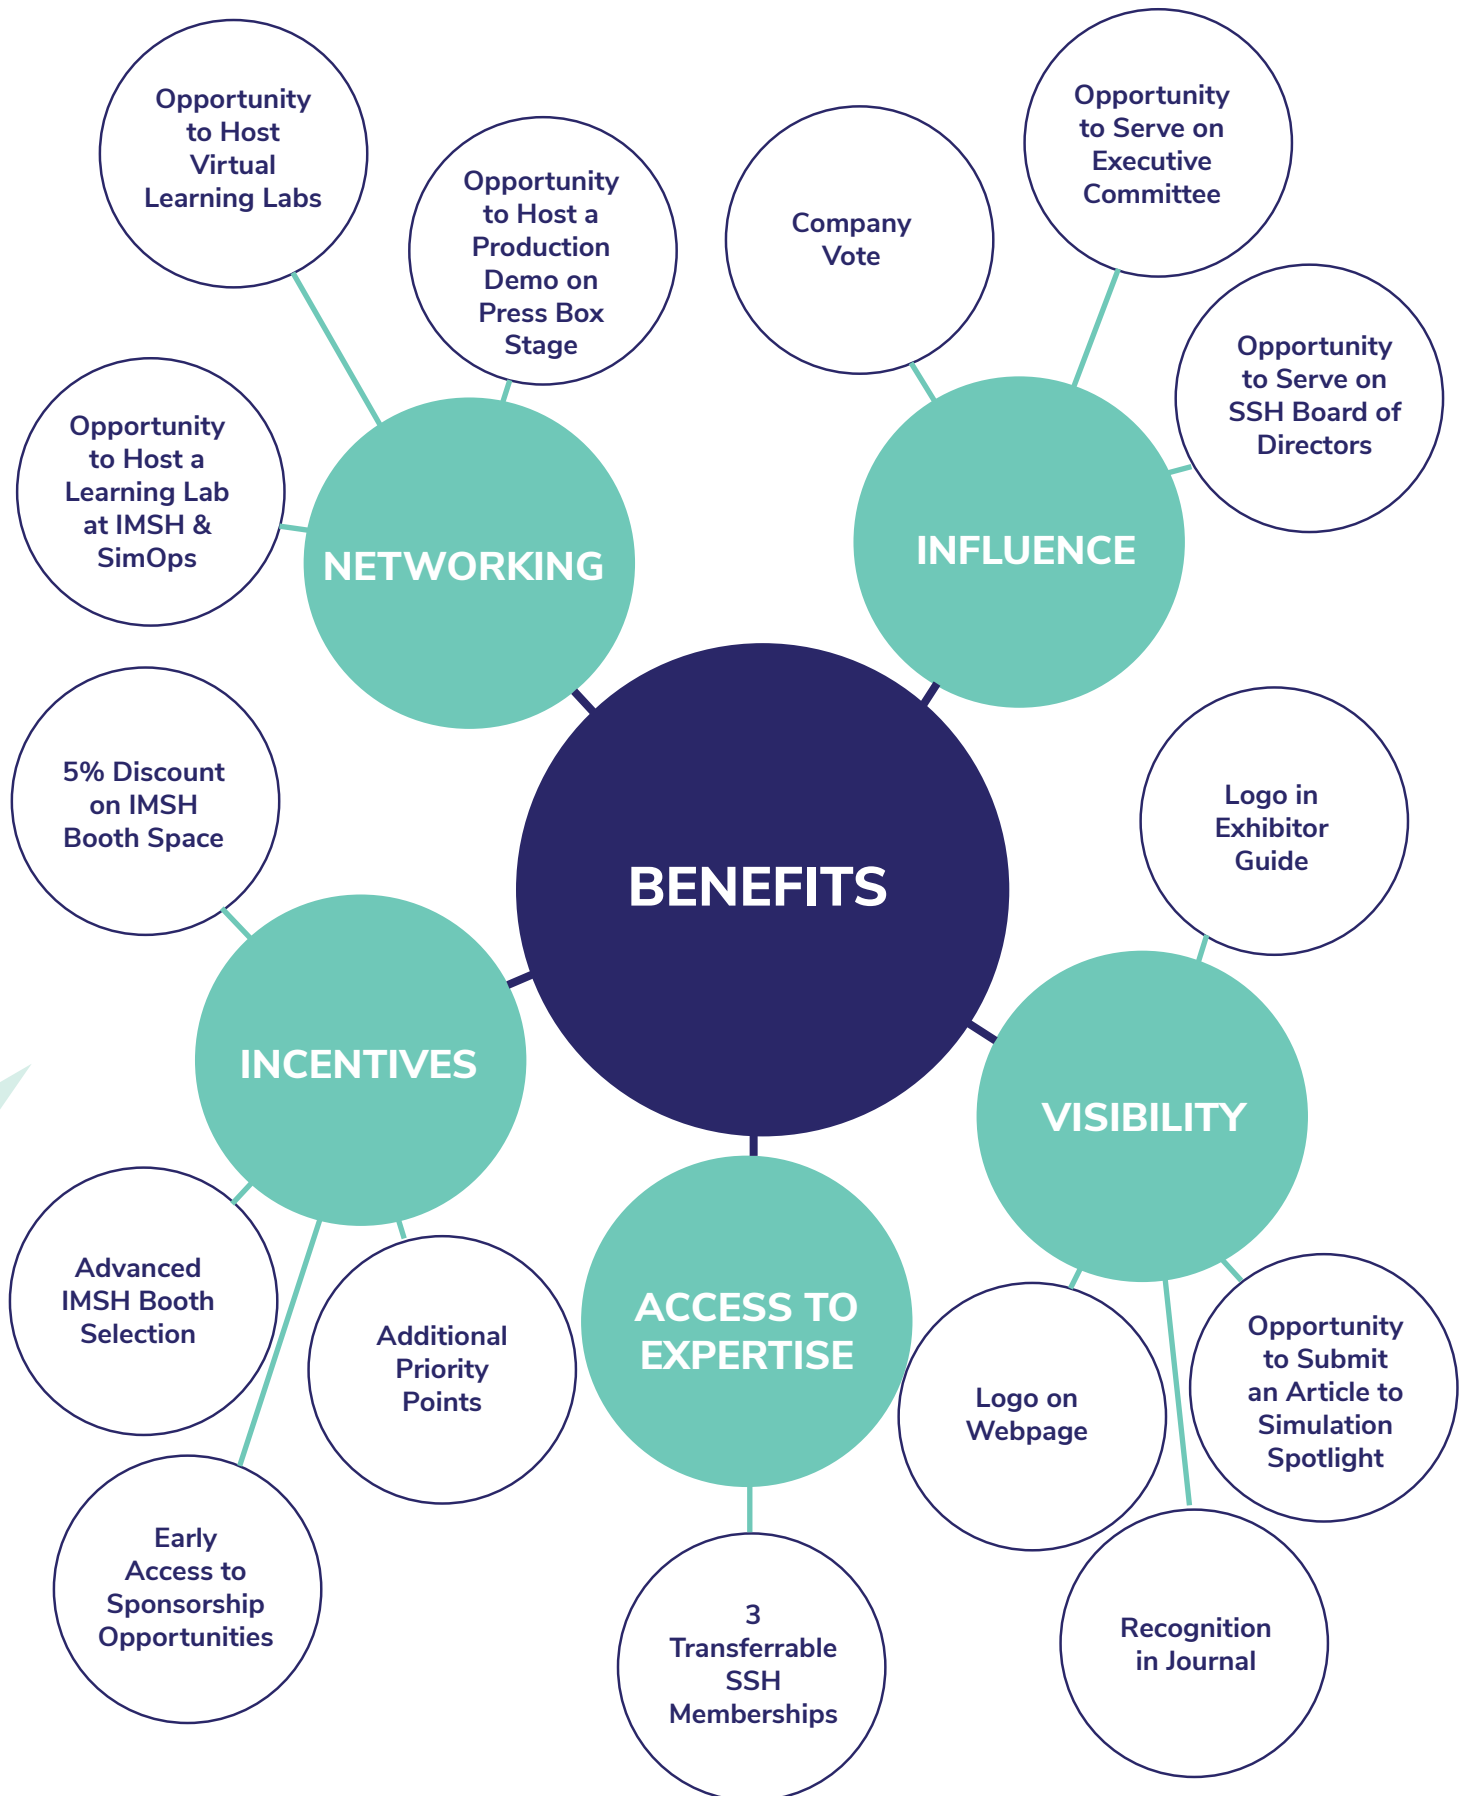 Opportunity
to Host
Virtual
Learning Labs
Opportunity
to Host a
Production
Demo on
Press Box
Stage
Opportunity
to Host a
Learning Lab
at IMSH &
SimOps
NETWORKING
Company
Vote
Opportunity
to Serve on
Executive
Committee
Opportunity
to Serve on
SSH Board of
Directors
INFLUENCE
BENEFITS
5% Discount
on IMSH
Booth Space
INCENTIVES
Advanced
IMSH Booth
Selection
Additional
Priority
Points
Early
Access to
Sponsorship
Opportunities
ACCESS TO
EXPERTISE
3
Transferrable
SSH
Memberships
Logo in
Exhibitor
Guide
VISIBILITY
Logo on
Webpage
Opportunity
to Submit
an Article to
Simulation
Spotlight
Recognition
in Journal